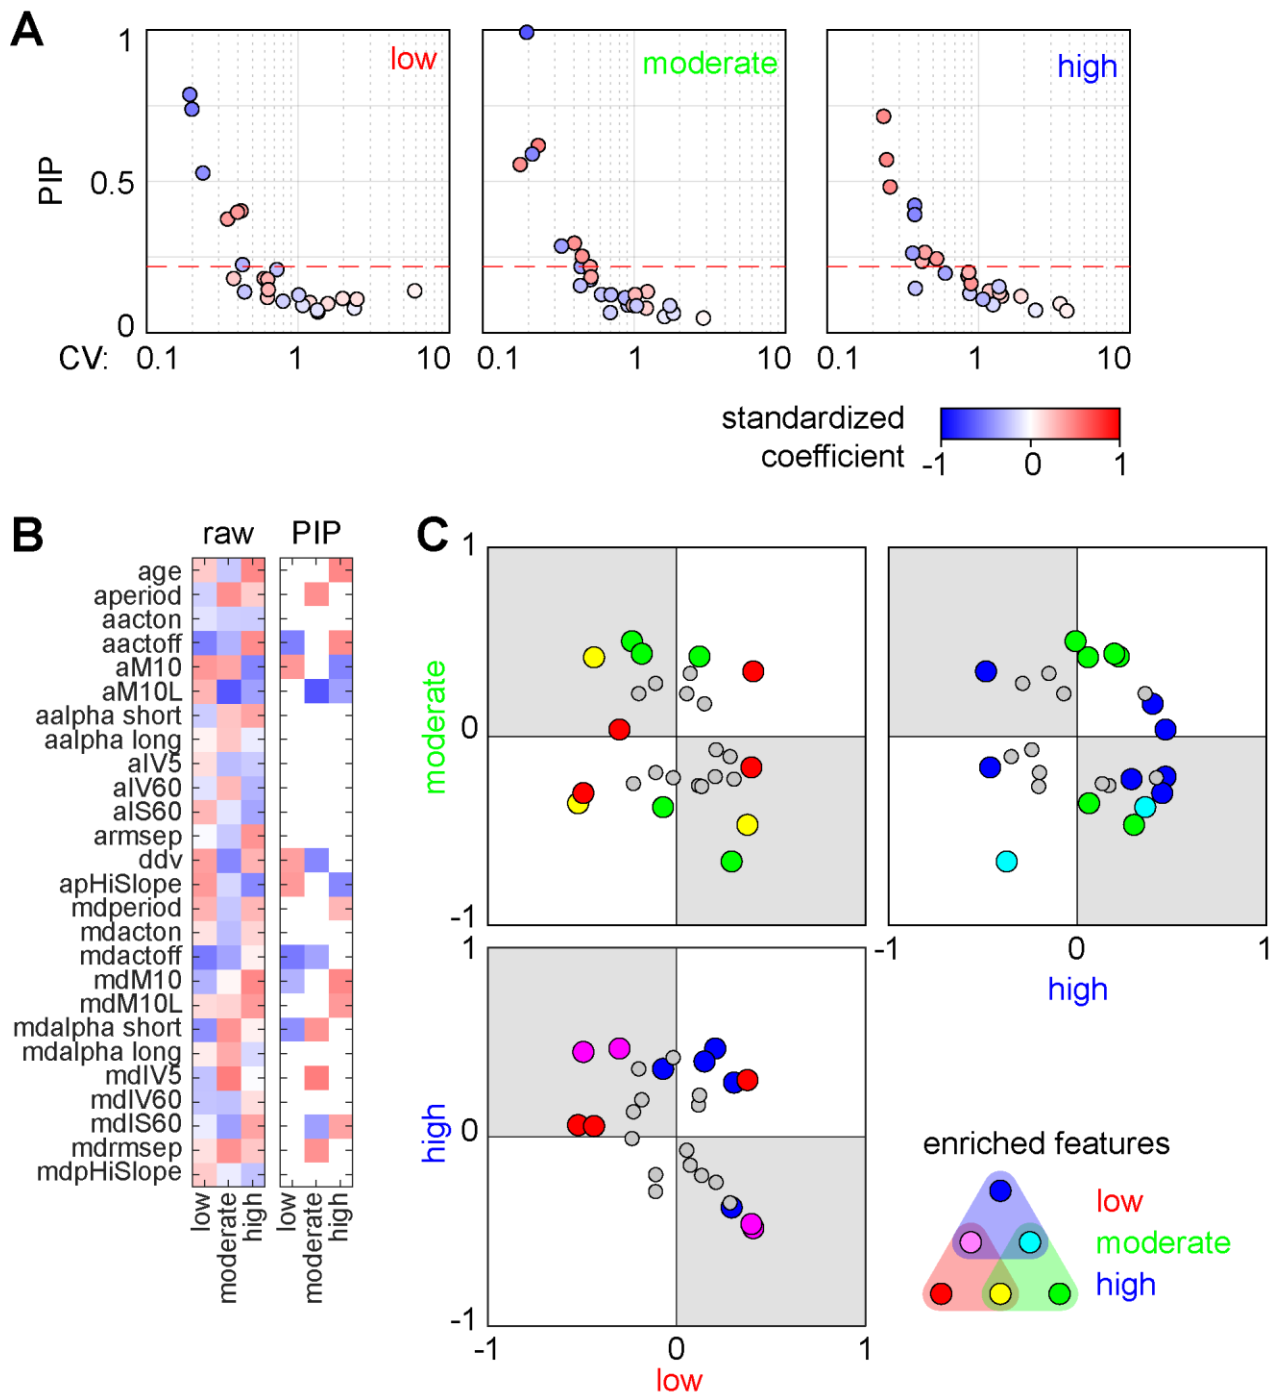 A
low
moderate
high
PIP
1
0.5
0
CV:
0.1 1 10
0.1 1 10
0.1 1 10
standardized
coefficient
-1 0 1
B
raw PIP
age
aperiod
aacton
aactoff
aM10
aM10L
aalpha short
aalpha long
aIV5
aIV60
aIS60
armsep
ddv
apHiSlope
mdperiod
mdacton
mdactoff
mdM10
mdM10L
mdalpha short
mdalpha long
mdIV5
mdIV60
mdIS60
mdrmsep
mdpHiSlope
low
moderate
high
low
moderate
high
C
1
moderate
0
-1
-1 0 1
high
1
high
0
-1
-1 0 1
low
enriched features
low
moderate
high